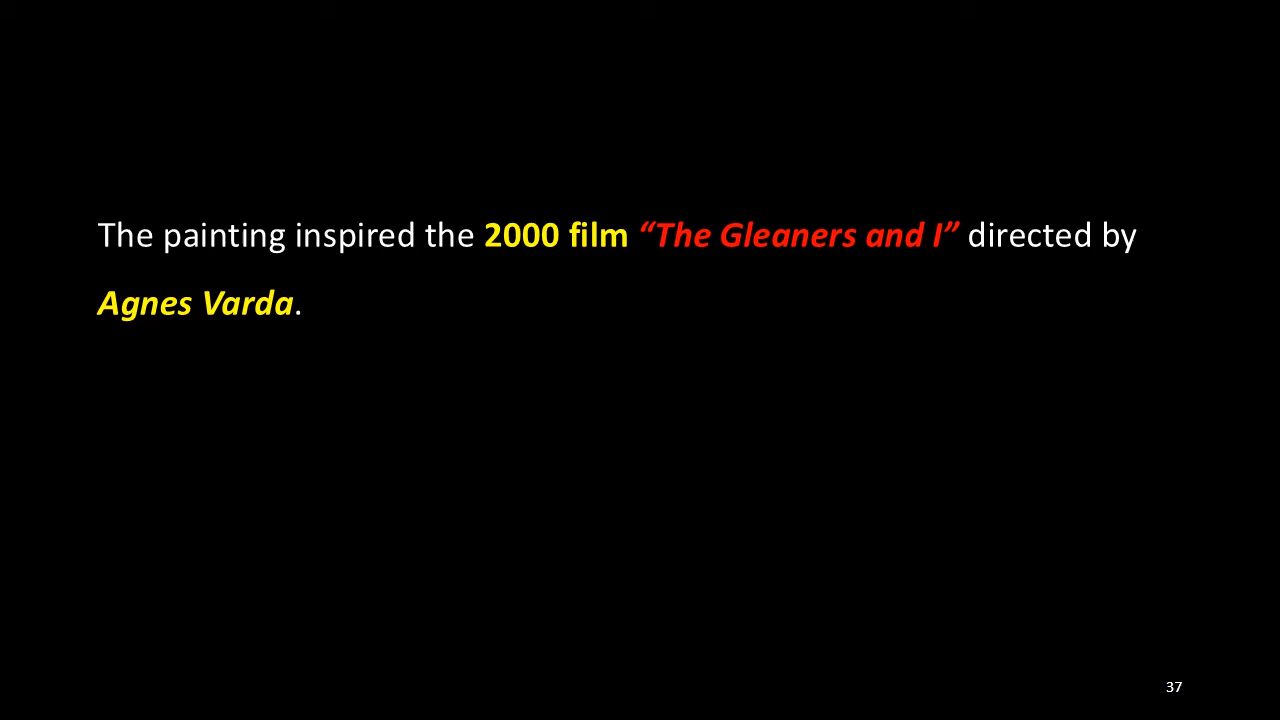 The painting inspired the 2000 film “The Gleaners and I” directed by
Agnes Varda.
37